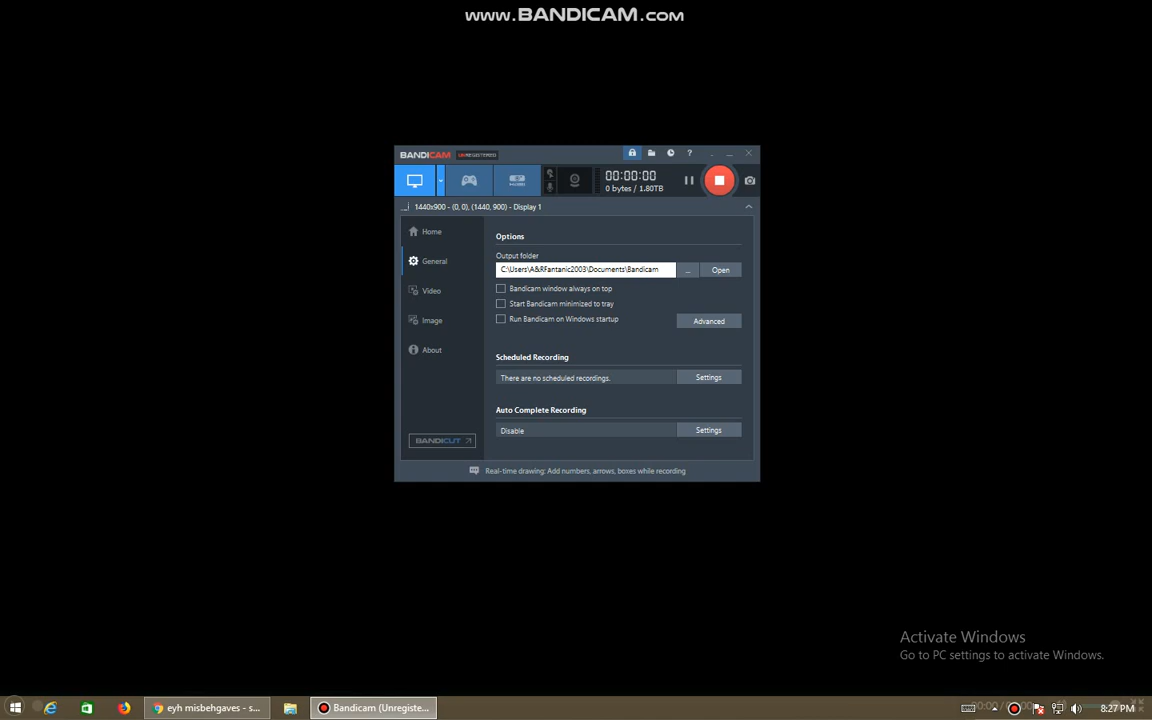 www.BANDICAM.com
BANDICAM UNREGISTERED
?
00:00:00
0 bytes / 1.80TB
1440x900 - (0, 0), (1440, 900) - Display 1
Home
General
Video
Image
About
BANDICUT
Options
Output folder
C:\Users\A&RFantanic2003\Documents\Bandicam
...
Open
Bandicam window always on top
Start Bandicam minimized to tray
Run Bandicam on Windows startup
Advanced
Scheduled Recording
There are no scheduled recordings.
Settings
Auto Complete Recording
Disable
Settings
Real-time drawing: Add numbers, arrows, boxes while recording
Activate Windows
Go to PC settings to activate Windows.
eyh misbehgaves - s...
Bandicam (Unregiste...
8:27 PM